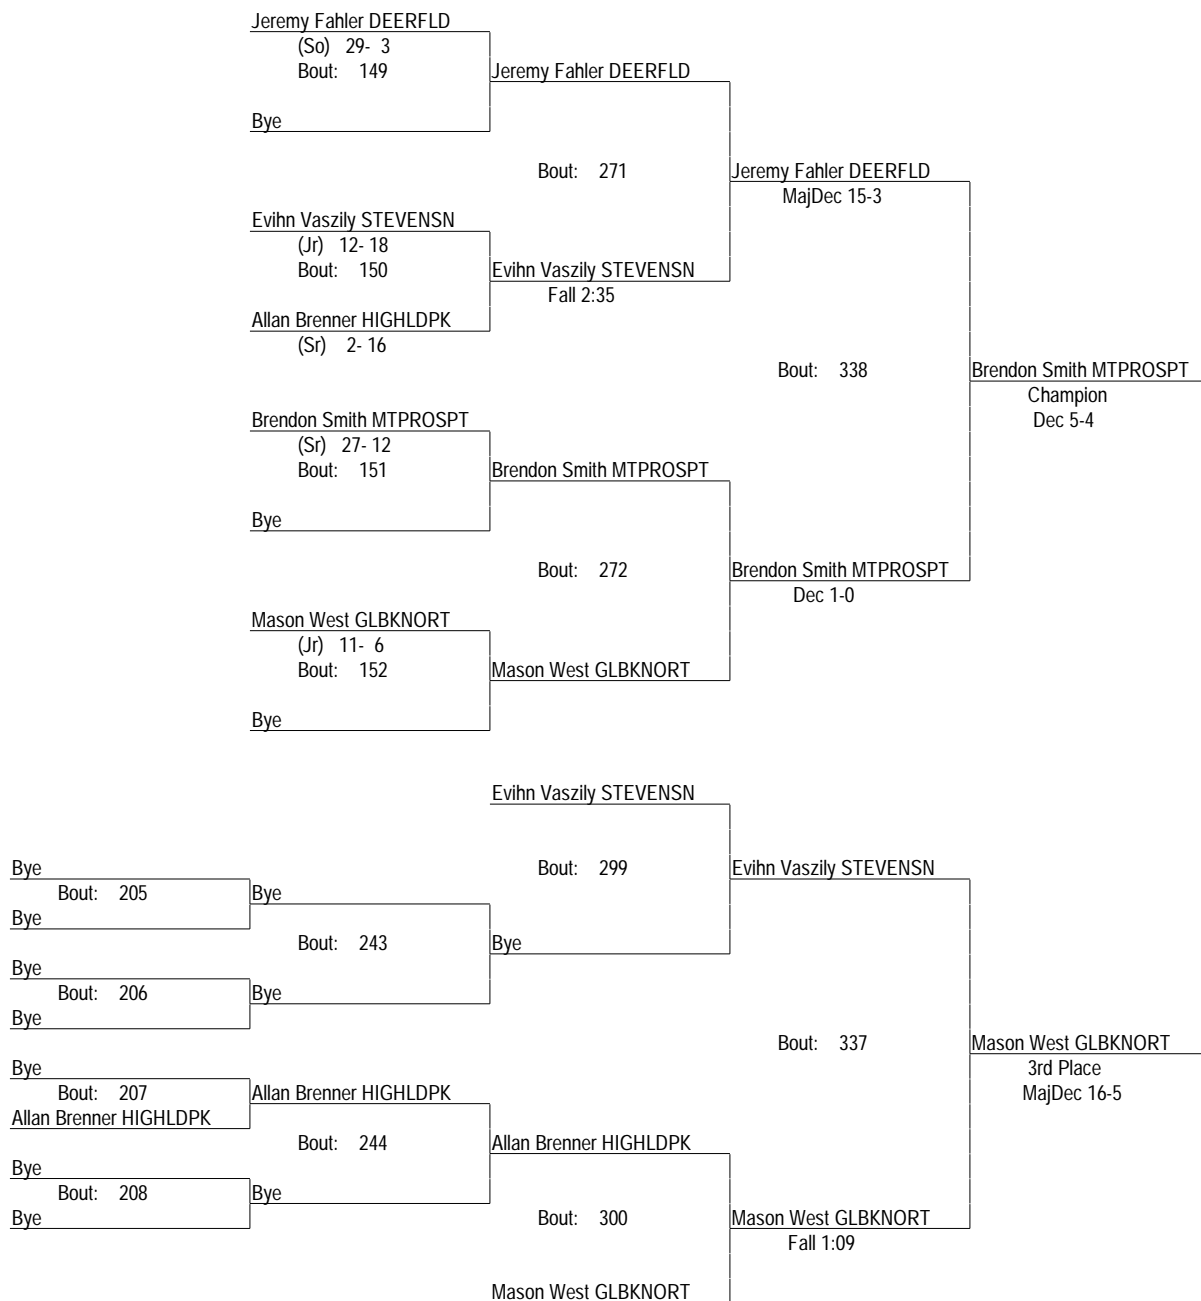 Jeremy Fahler DEERFLD
(So) 29- 3
Bout: 149
Jeremy Fahler DEERFLD
Bye
Bout: 271
Jeremy Fahler DEERFLD
MajDec 15-3
Evihn Vaszily STEVENSN
(Jr) 12- 18
Bout: 150
Evihn Vaszily STEVENSN
Fall 2:35
Allan Brenner HIGHLDPK
(Sr) 2- 16
Bout: 338
Brendon Smith MTPROSPT
Champion
Dec 5-4
Brendon Smith MTPROSPT
(Sr) 27- 12
Bout: 151
Brendon Smith MTPROSPT
Bye
Bout: 272
Brendon Smith MTPROSPT
Dec 1-0
Mason West GLBKNORT
(Jr) 11- 6
Bout: 152
Mason West GLBKNORT
Bye
Evihn Vaszily STEVENSN
Bout: 299
Evihn Vaszily STEVENSN
Bye
Bout: 205
Bye
Bye
Bout: 243
Bye
Bye
Bout: 206
Bye
Bye
Bout: 337
Mason West GLBKNORT
3rd Place
MajDec 16-5
Bye
Bout: 207
Allan Brenner HIGHLDPK
Allan Brenner HIGHLDPK
Bout: 244
Allan Brenner HIGHLDPK
Bye
Bout: 208
Bye
Bye
Bout: 300
Mason West GLBKNORT
Fall 1:09
Mason West GLBKNORT